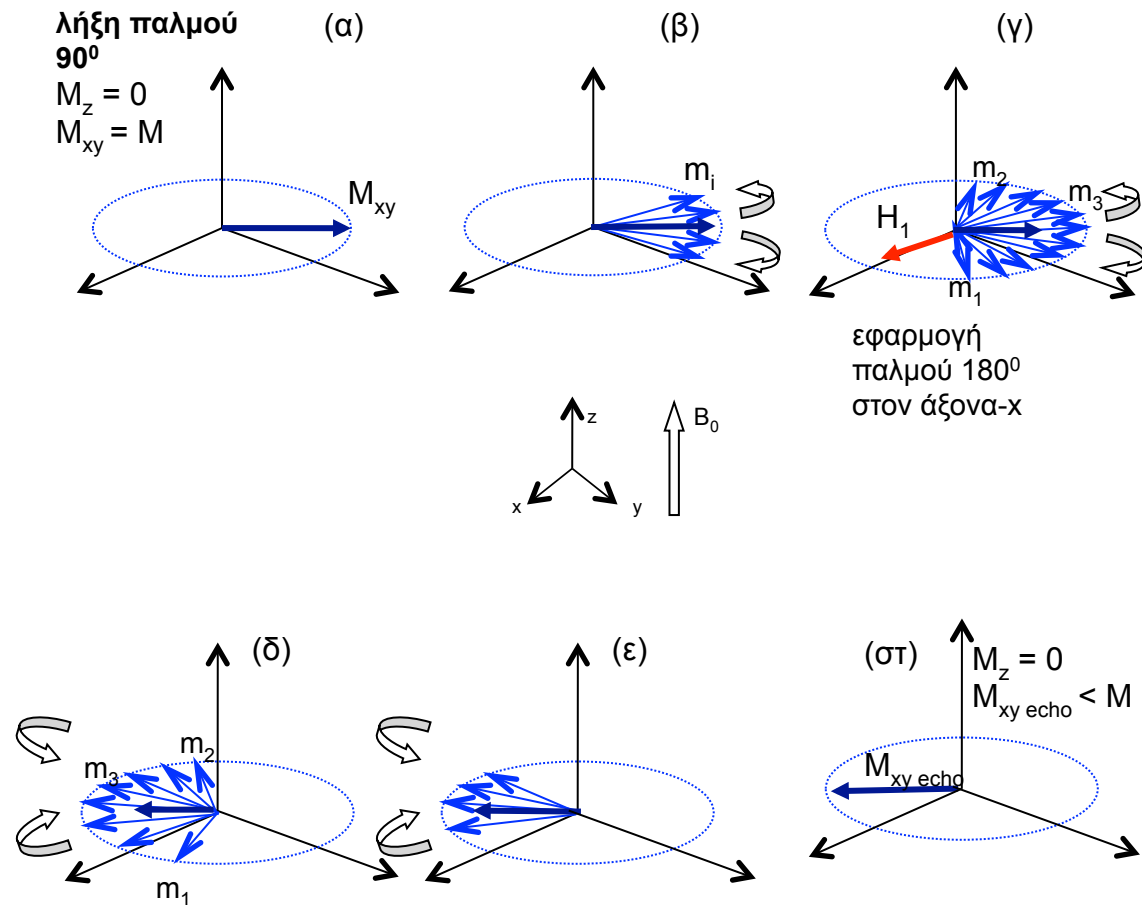 λήξη παλμού
90⁰
M_z = 0
M_xy = M
(α)
M_xy
(β)
m_i
(γ)
m_2
m_3
H_1
m_1
εφαρμογή
παλμού 180⁰
στον άξονα-x
z
B_0
x
y
(δ)
m_2
m_3
m_1
(ε)
(στ)
M_z = 0
M_xy echo < M
M_xy echo